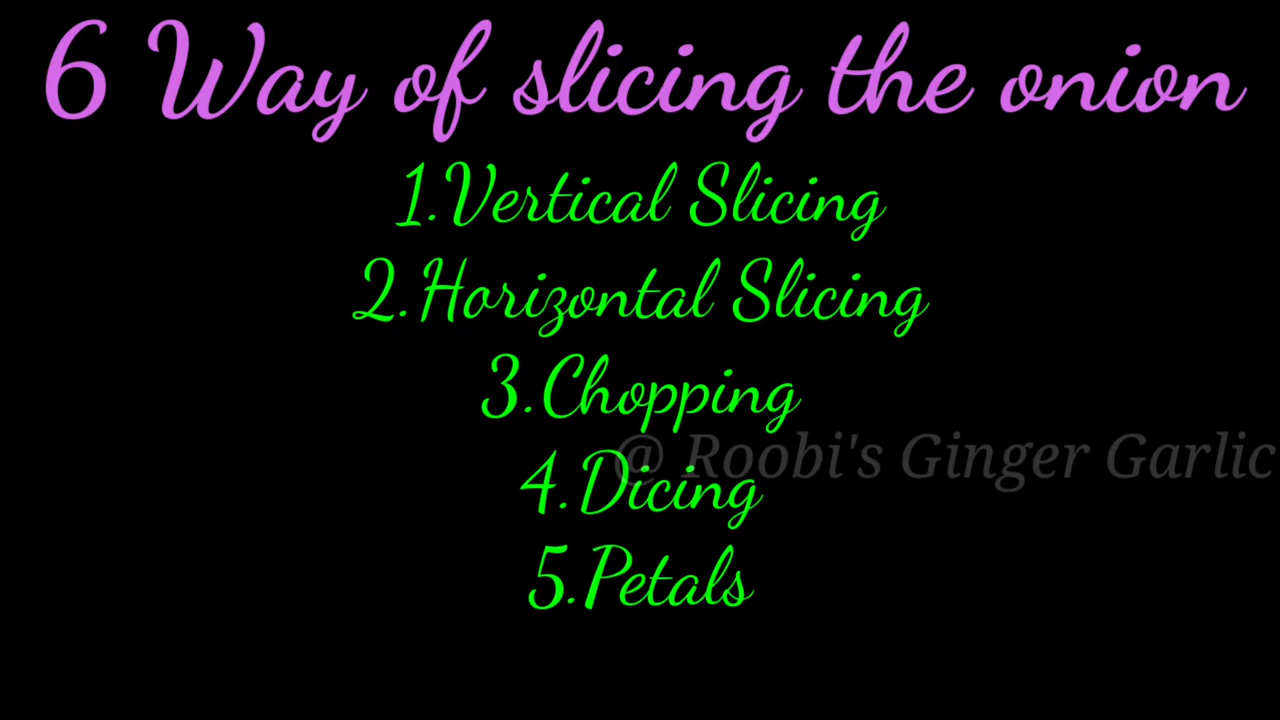 6 Way of slicing the onion
1.Vertical Slicing
2.Horizontal Slicing
3.Chopping
@ Roobi's Ginger Garlic
4.Dicing
5.Petals